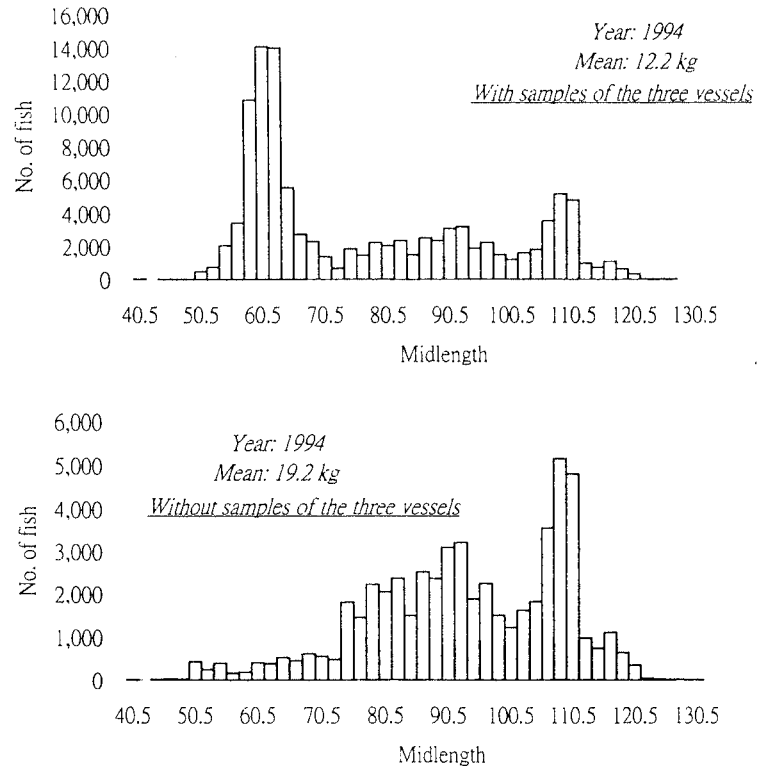 16,000
14,000
12,000
10,000
8,000
6,000
4,000
2,000
0
No. of fish
Year: 1994
Mean: 12.2 kg
With samples of the three vessels
40.5 50.5 60.5 70.5 80.5 90.5 100.5 110.5 120.5 130.5
Midlength
6,000
5,000
4,000
3,000
2,000
1,000
0
No. of fish
Year: 1994
Mean: 19.2 kg
Without samples of the three vessels
40.5 50.5 60.5 70.5 80.5 90.5 100.5 110.5 120.5 130.5
Midlength